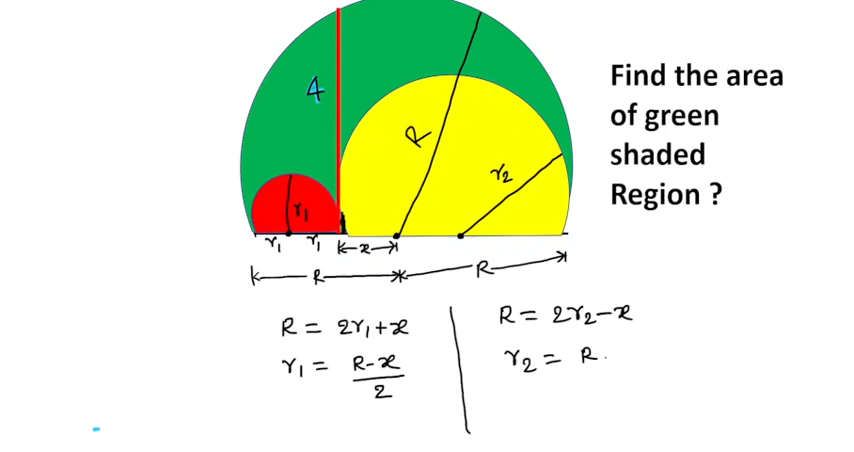 4
R
r₂
r₁
r₁ r₁ x
R R
Find the area
of green
shaded
Region ?
R = 2r₁+x
r₁ = R-x
2
R = 2r₂-x
r₂ = R